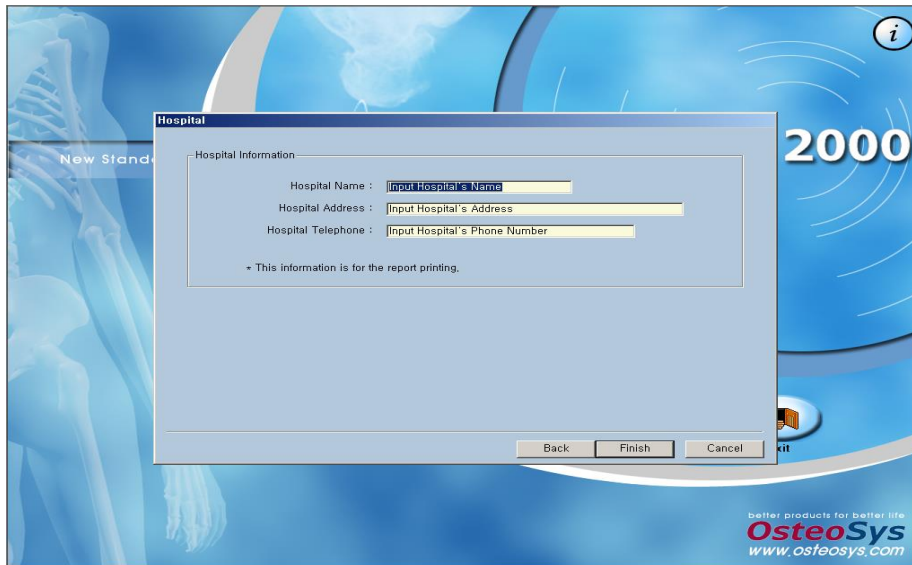 i
Hospital
New Stand
2000
Hospital Information
Hospital Name : Input Hospital's Name
Hospital Address : Input Hospital's Address
Hospital Telephone : Input Hospital's Phone Number
* This information is for the report printing.
Back Finish Cancel
xit
better products for better life
OsteoSys
www.osteosys.com